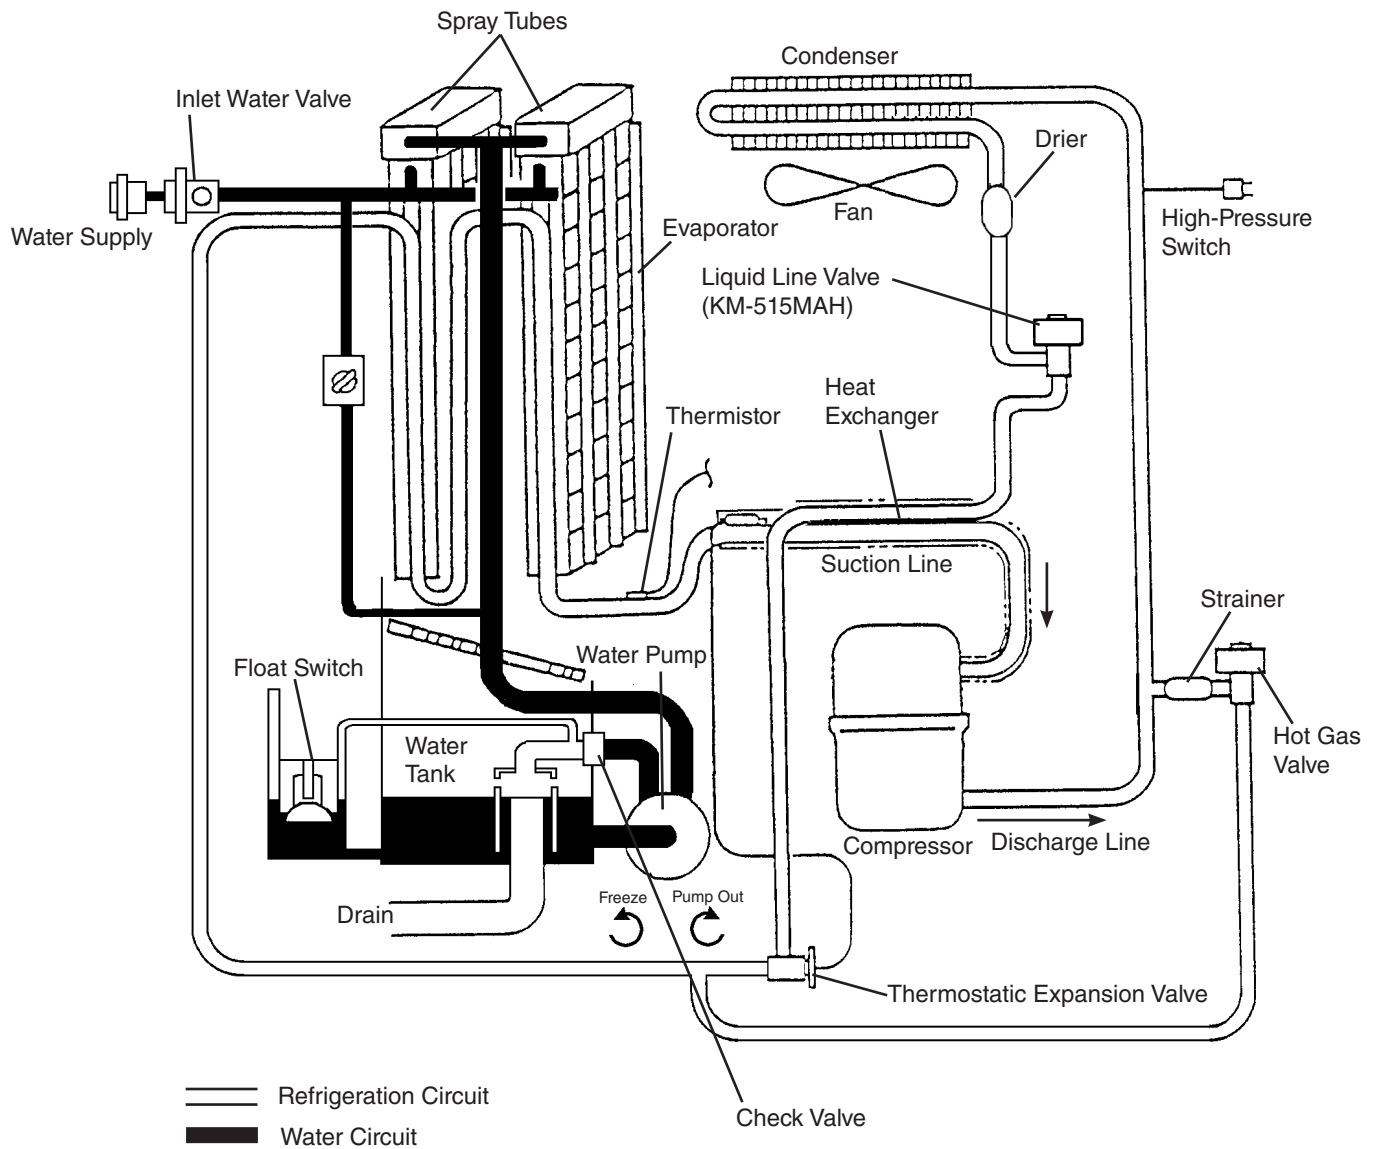 Spray Tubes
Condenser
Inlet Water Valve
Drier
Fan
High-Pressure
Switch
Water Supply
Evaporator
Liquid Line Valve
(KM-515MAH)
Heat
Exchanger
Thermistor
Suction Line
Strainer
Water Pump
Float Switch
Water
Tank
Hot Gas
Valve
Compressor
Discharge Line
Freeze
Pump Out
Drain
Thermostatic Expansion Valve
Refrigeration Circuit
Check Valve
Water Circuit